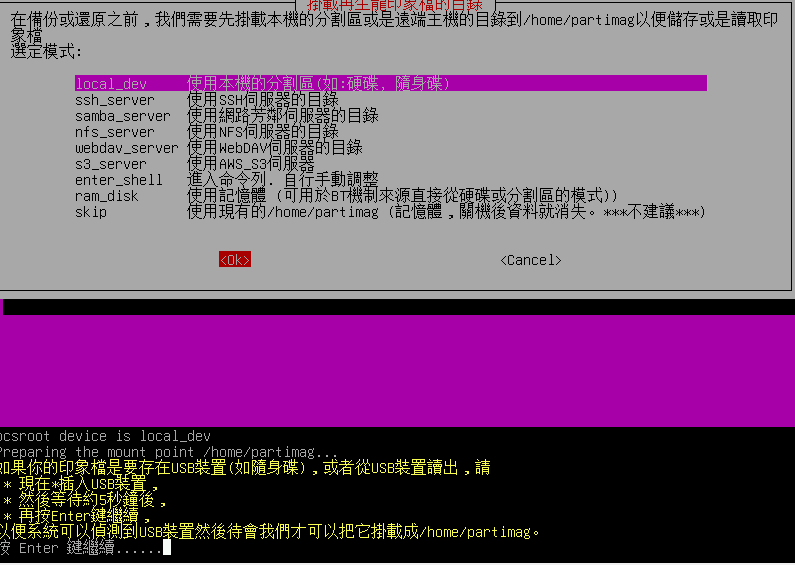 掛載再生龍印象檔的目錄
在備份或還原之前，我們需要先掛載本機的分割區或是遠端主機的目錄到/home/partimag以便儲存或是讀取印
象檔
選定模式:
local_dev 使用本機的分割區(如:硬碟, 隨身碟)
ssh_server 使用SSH伺服器的目錄
samba_server 使用網路芳鄰伺服器的目錄
nfs_server 使用NFS伺服器的目錄
webdav_server 使用WebDAV伺服器的目錄
s3_server 使用AWS_S3伺服器
enter_shell 進入命令列. 自行手動調整
ram_disk 使用記憶體 (可用於BT機制來源直接從硬碟或分割區的模式))
skip 使用現有的/home/partimag (記憶體，關機後資料就消失。 ***不建議***)
<Ok> <Cancel>
ocsroot device is local_dev
Preparing the mount point /home/partimag...
如果你的印象檔是要存在USB裝置(如隨身碟)，或者從USB裝置讀出，請
* 現在*插入USB裝置，
* 然後等待約5秒鐘後，
* 再按Enter鍵繼續，
以便系統可以偵測到USB裝置然後待會我們才可以把它掛載成/home/partimag。
按 Enter 鍵繼續......